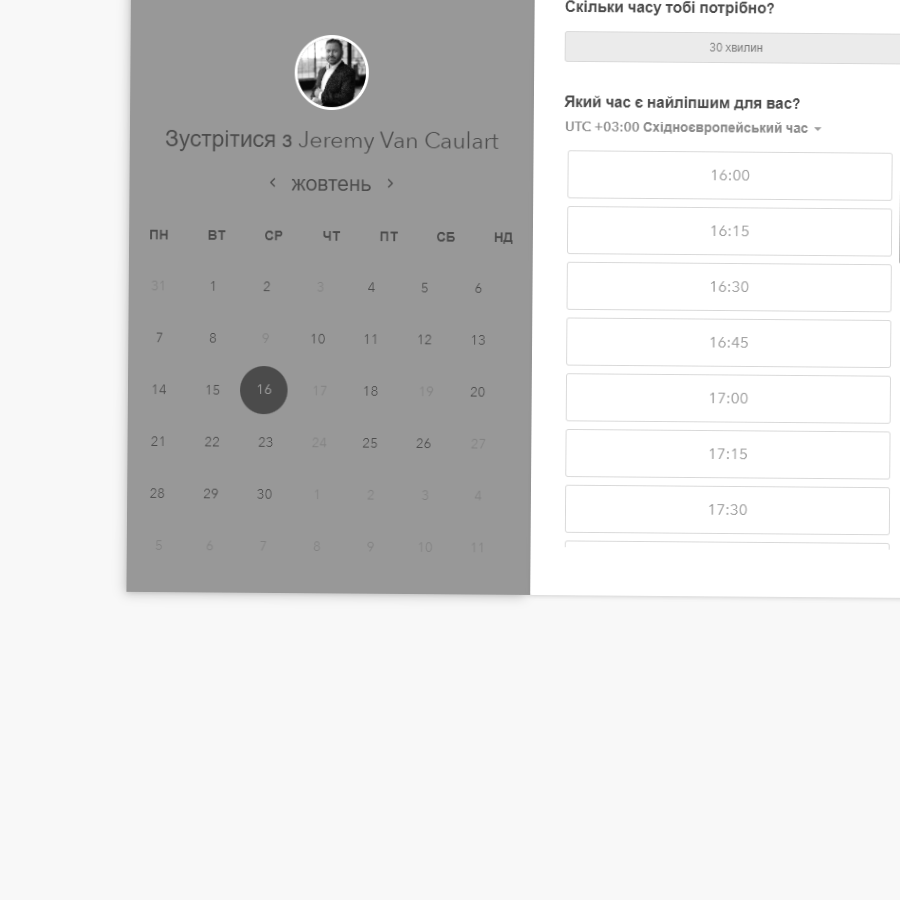 Зустрітися з Jeremy Van Caulart
жовтень
ПН ВТ СР ЧТ ПТ СБ НД
31 1 2 3 4 5 6
7 8 9 10 11 12 13
14 15 16 17 18 19 20
21 22 23 24 25 26 27
28 29 30 1 2 3 4
5 6 7 8 9 10 11
Скільки часу тобі потрібно?
30 хвилин
Який час є найліпшим для вас?
UTC +03:00 Східноєвропейський час
16:00
16:15
16:30
16:45
17:00
17:15
17:30